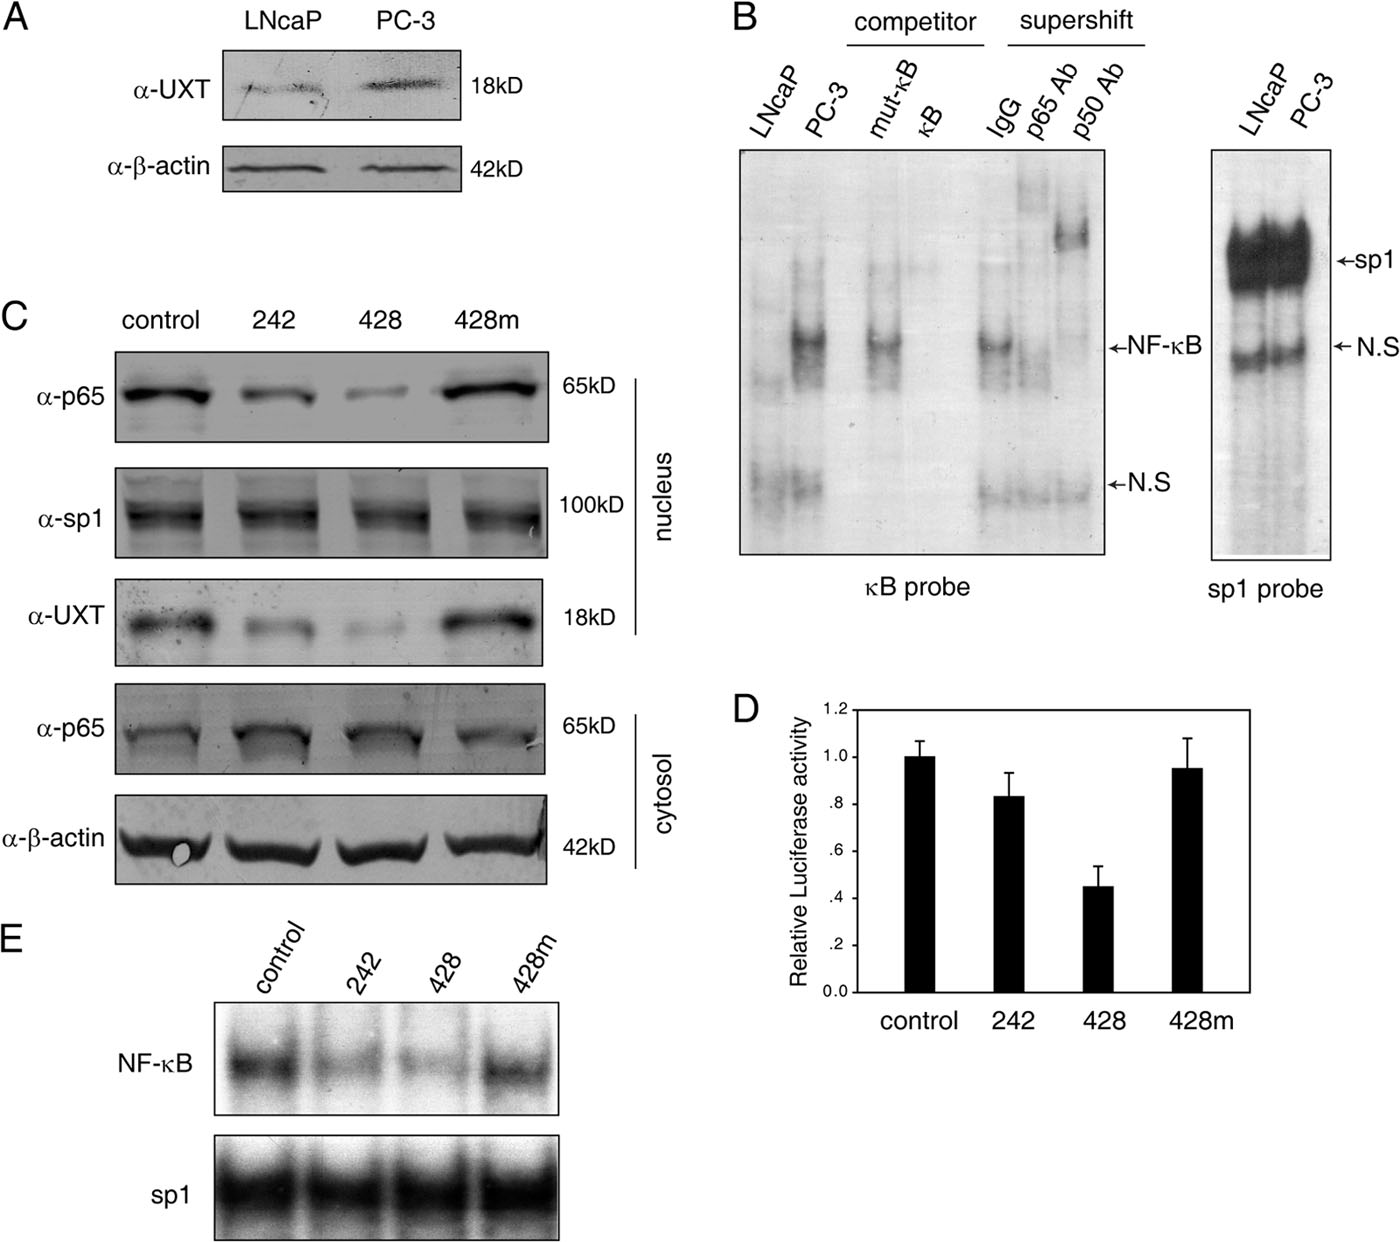 A
LNcaP PC-3
α-UXT 18kD
α-β-actin 42kD
B
competitor supershift
LNcaP PC-3 mut-κB κB IgG p65 Ab p50 Ab
←NF-κB
←N.S
κB probe
LNcaP PC-3
←sp1
← N.S
sp1 probe
C
control 242 428 428m
α-p65 65kD
α-sp1 100kD
α-UXT 18kD
nucleus
α-p65 65kD
α-β-actin 42kD
cytosol
D
Relative Luciferase activity
1.2
1.0
.8
.6
.4
.2
0.0
control 242 428 428m
E
control 242 428 428m
NF-κB
sp1